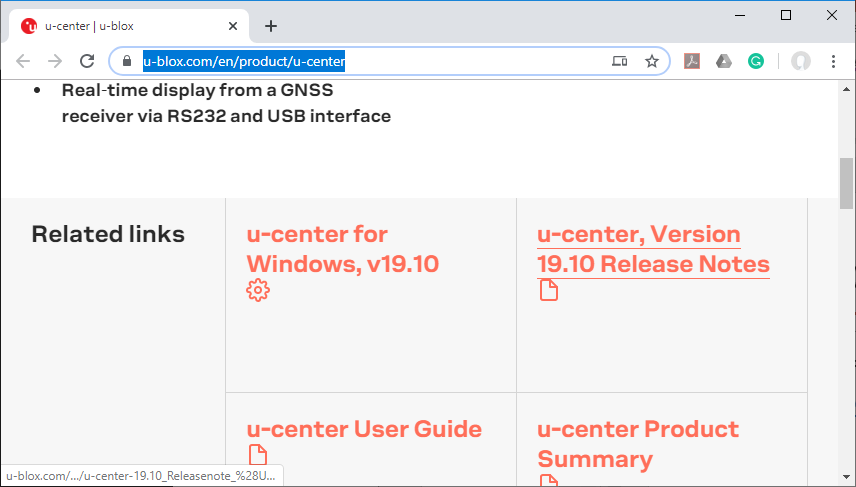 u-center | u-blox
u-blox.com/en/product/u-center
Real-time display from a GNSS
receiver via RS232 and USB interface
Related links
u-center for
Windows, v19.10
u-center, Version
19.10 Release Notes
u-center User Guide
u-center Product
Summary
u-blox.com/.../u-center-19.10_Releasenote_%28U...